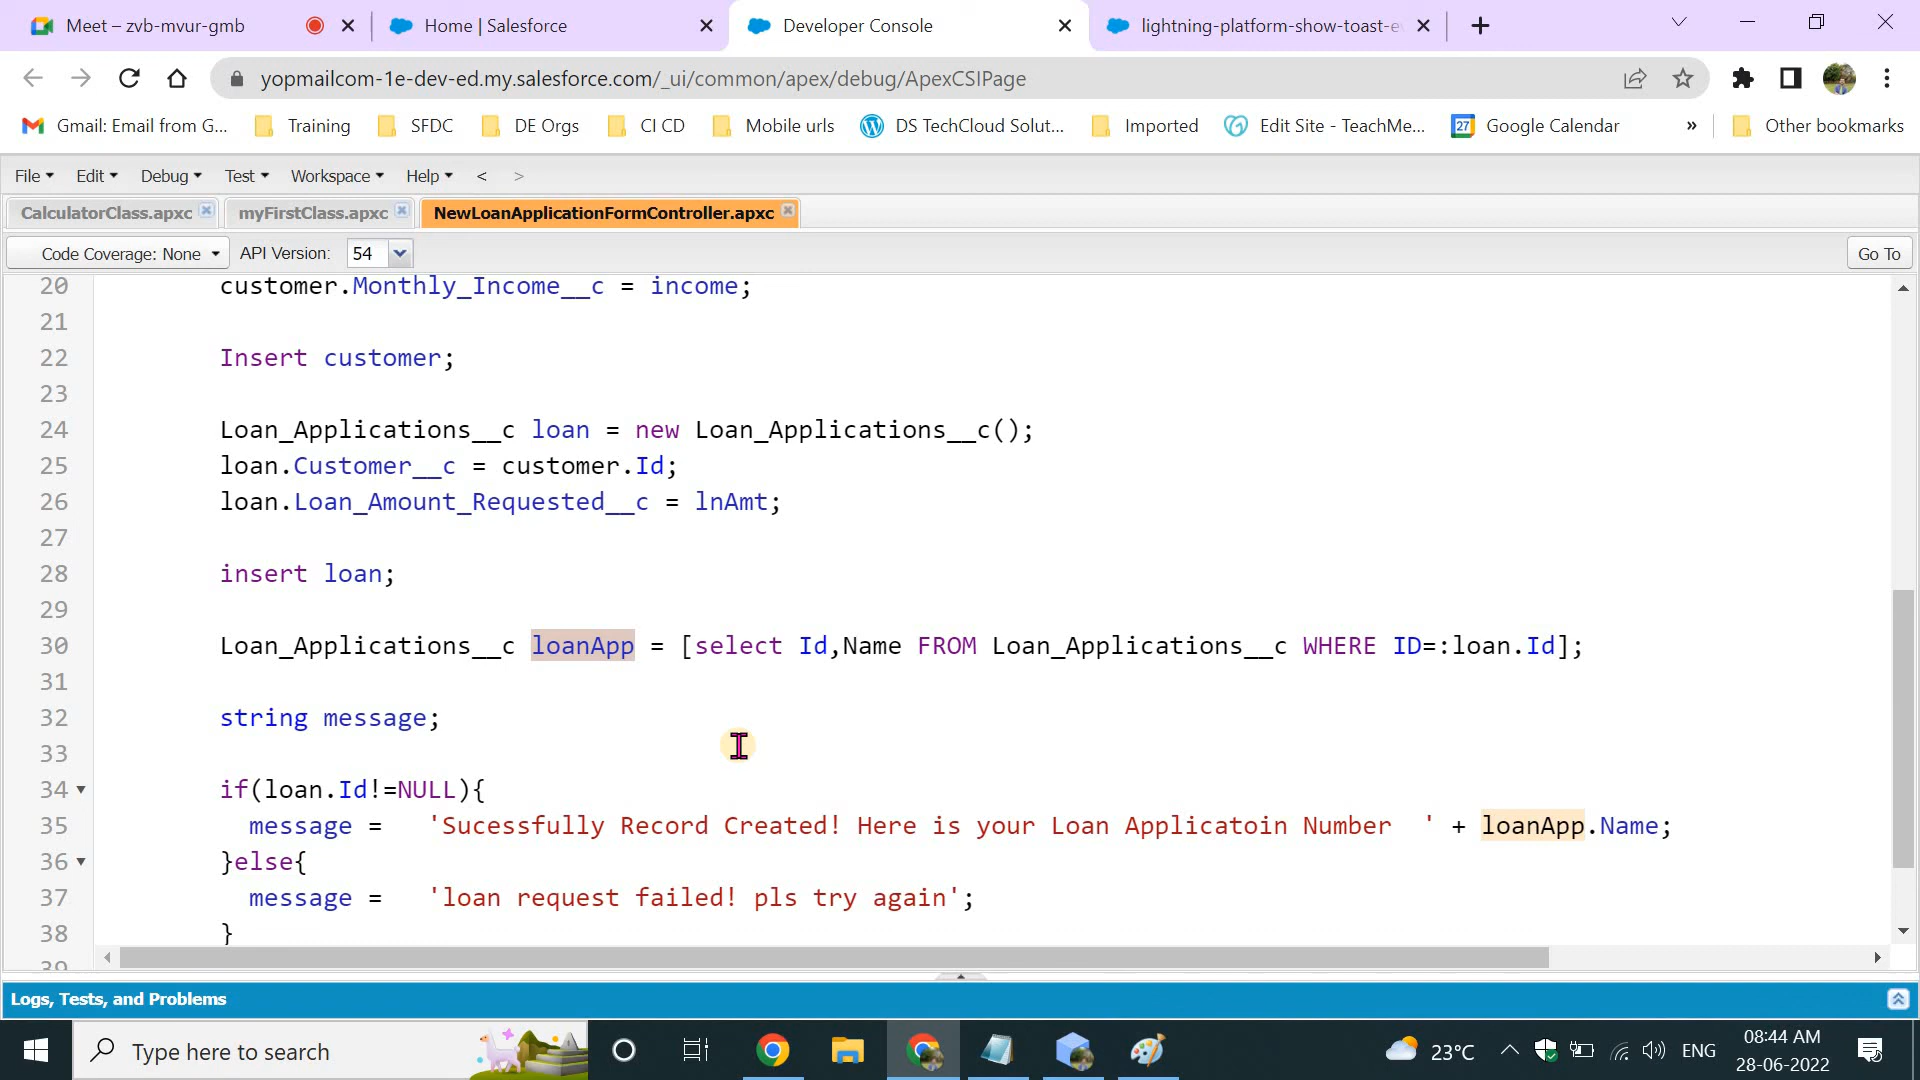 Meet – zvb-mvur-gmb
Home | Salesforce
Developer Console
lightning-platform-show-toast-e
yopmailcom-1e-dev-ed.my.salesforce.com/_ui/common/apex/debug/ApexCSIPage
Gmail: Email from G...
Training
SFDC
DE Orgs
CI CD
Mobile urls
DS TechCloud Solut...
Imported
Edit Site - TeachMe...
27
Google Calendar
»
Other bookmarks
File Edit Debug Test Workspace Help < >
CalculatorClass.apxc
myFirstClass.apxc
NewLoanApplicationFormController.apxc
Code Coverage: None
API Version:
54
Go To
20 customer.Monthly_Income__c = income;
21
22 Insert customer;
23
24 Loan_Applications__c loan = new Loan_Applications__c();
25 loan.Customer__c = customer.Id;
26 loan.Loan_Amount_Requested__c = lnAmt;
27
28 insert loan;
29
30 Loan_Applications__c loanApp = [select Id,Name FROM Loan_Applications__c WHERE ID=:loan.Id];
31
32 string message;
33
34 if(loan.Id!=NULL){
35 message = 'Sucessfully Record Created! Here is your Loan Applicatoin Number ' + loanApp.Name;
36 }else{
37 message = 'loan request failed! pls try again';
38 }
39
Logs, Tests, and Problems
Type here to search
23°C
ENG
08:44 AM
28-06-2022